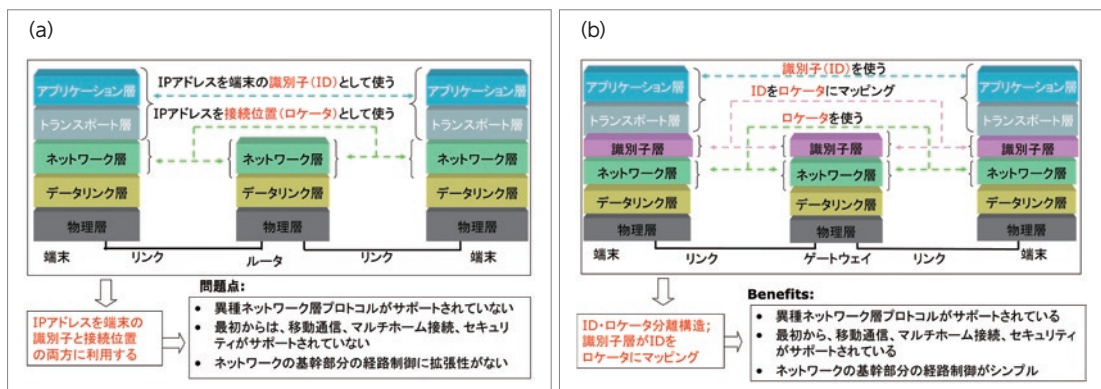 (a)
IPアドレスを端末の識別子(ID)として使う
IPアドレスを接続位置(ロケータ)として使う
アプリケーション層
トランスポート層
ネットワーク層
データリンク層
物理層
ネットワーク層
データリンク層
物理層
アプリケーション層
トランスポート層
ネットワーク層
データリンク層
物理層
端末 リンク ルータ リンク 端末
IPアドレスを端末の
識別子と接続位置
の両方に利用する
問題点:
• 異種ネットワーク層プロトコルがサポートされていない
• 最初からは、移動通信、マルチホーム接続、セキュリ
ティがサポートされていない
• ネットワークの基幹部分の経路制御に拡張性がない
(b)
識別子(ID)を使う
IDをロケータにマッピング
ロケータを使う
アプリケーション層
トランスポート層
識別子層
ネットワーク層
データリンク層
物理層
識別子層
ネットワーク層
データリンク層
物理層
アプリケーション層
トランスポート層
識別子層
ネットワーク層
データリンク層
物理層
端末 リンク ゲートウェイ リンク 端末
ID・ロケータ分離構造;
識別子層がIDを
ロケータにマッピング
Benefits:
• 異種ネットワーク層プロトコルがサポートされている
• 最初から、移動通信、マルチホーム接続、セキュリティ
がサポートされている
• ネットワークの基幹部分の経路制御がシンプル